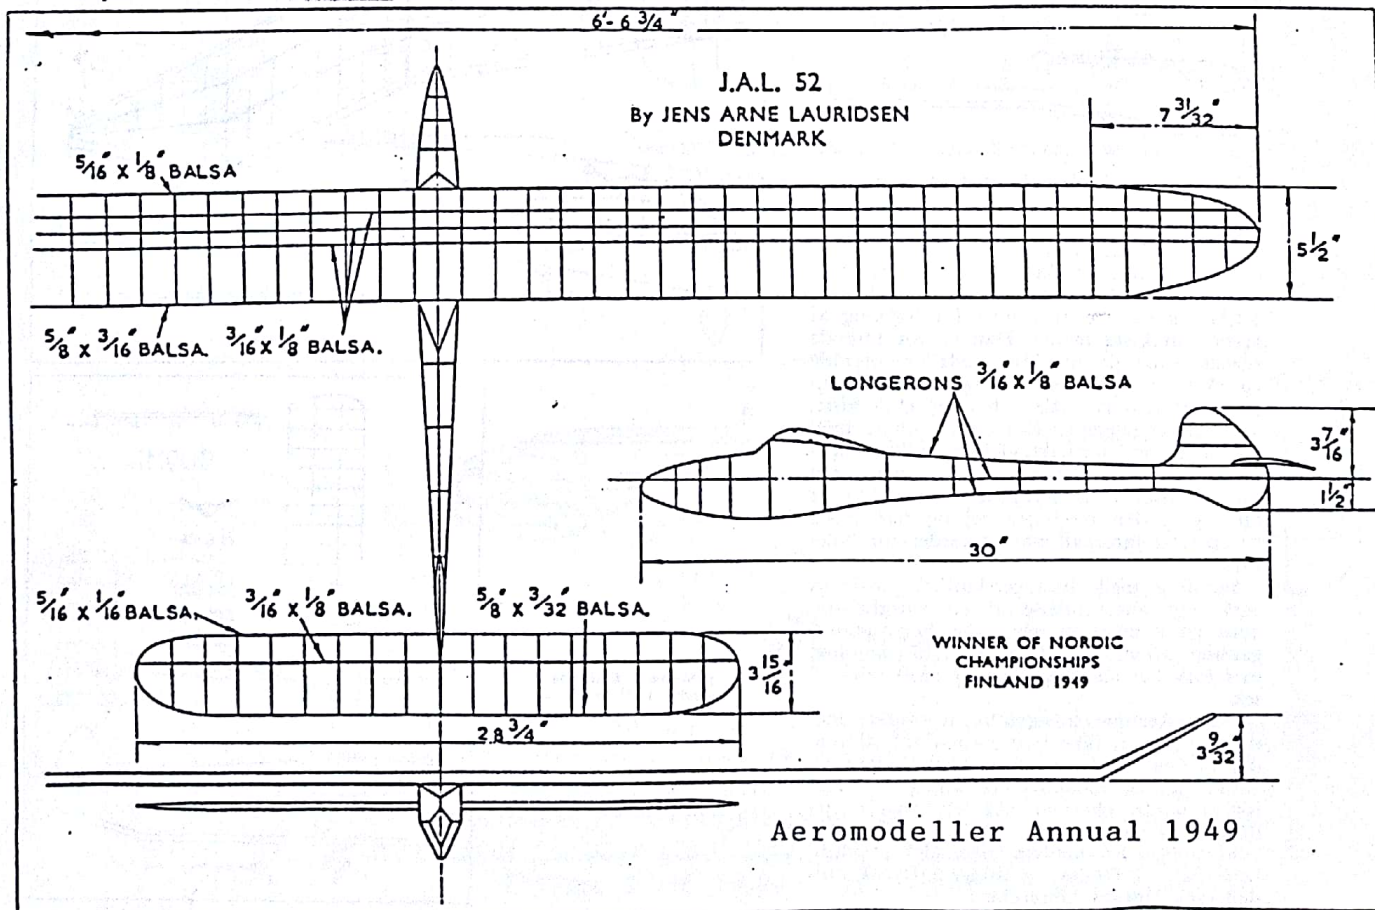 6'- 6 3/4"
J.A.L. 52
By JENS ARNE LAURIDSEN
DENMARK
7 31/32"
5/16" X 1/8" BALSA
5 1/2"
5/8" X 3/16" BALSA.
3/16" X 1/8" BALSA.
LONGERONS 3/16" X 1/8" BALSA
3 7/16"
1 1/2"
30"
5/16" X 1/16" BALSA.
3/16" X 1/8" BALSA.
5/8" X 3/32" BALSA.
3 15/16"
WINNER OF NORDIC
CHAMPIONSHIPS
FINLAND 1949
28 3/4"
3 9/32"
Aeromodeller Annual 1949